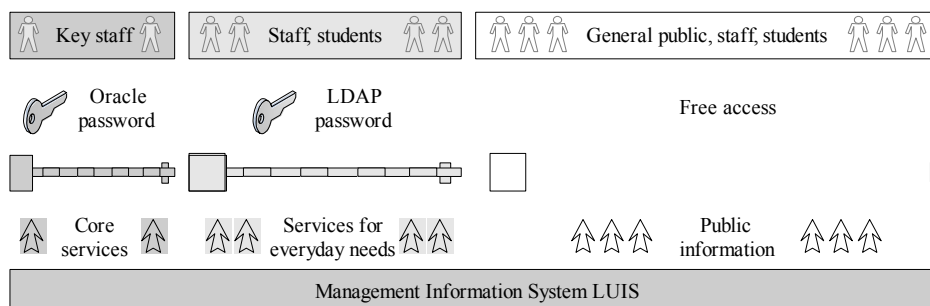 Key staff
Staff, students
General public, staff, students
Oracle
password
LDAP
password
Free access
Core
services
Services for
everyday needs
Public
information
Management Information System LUIS